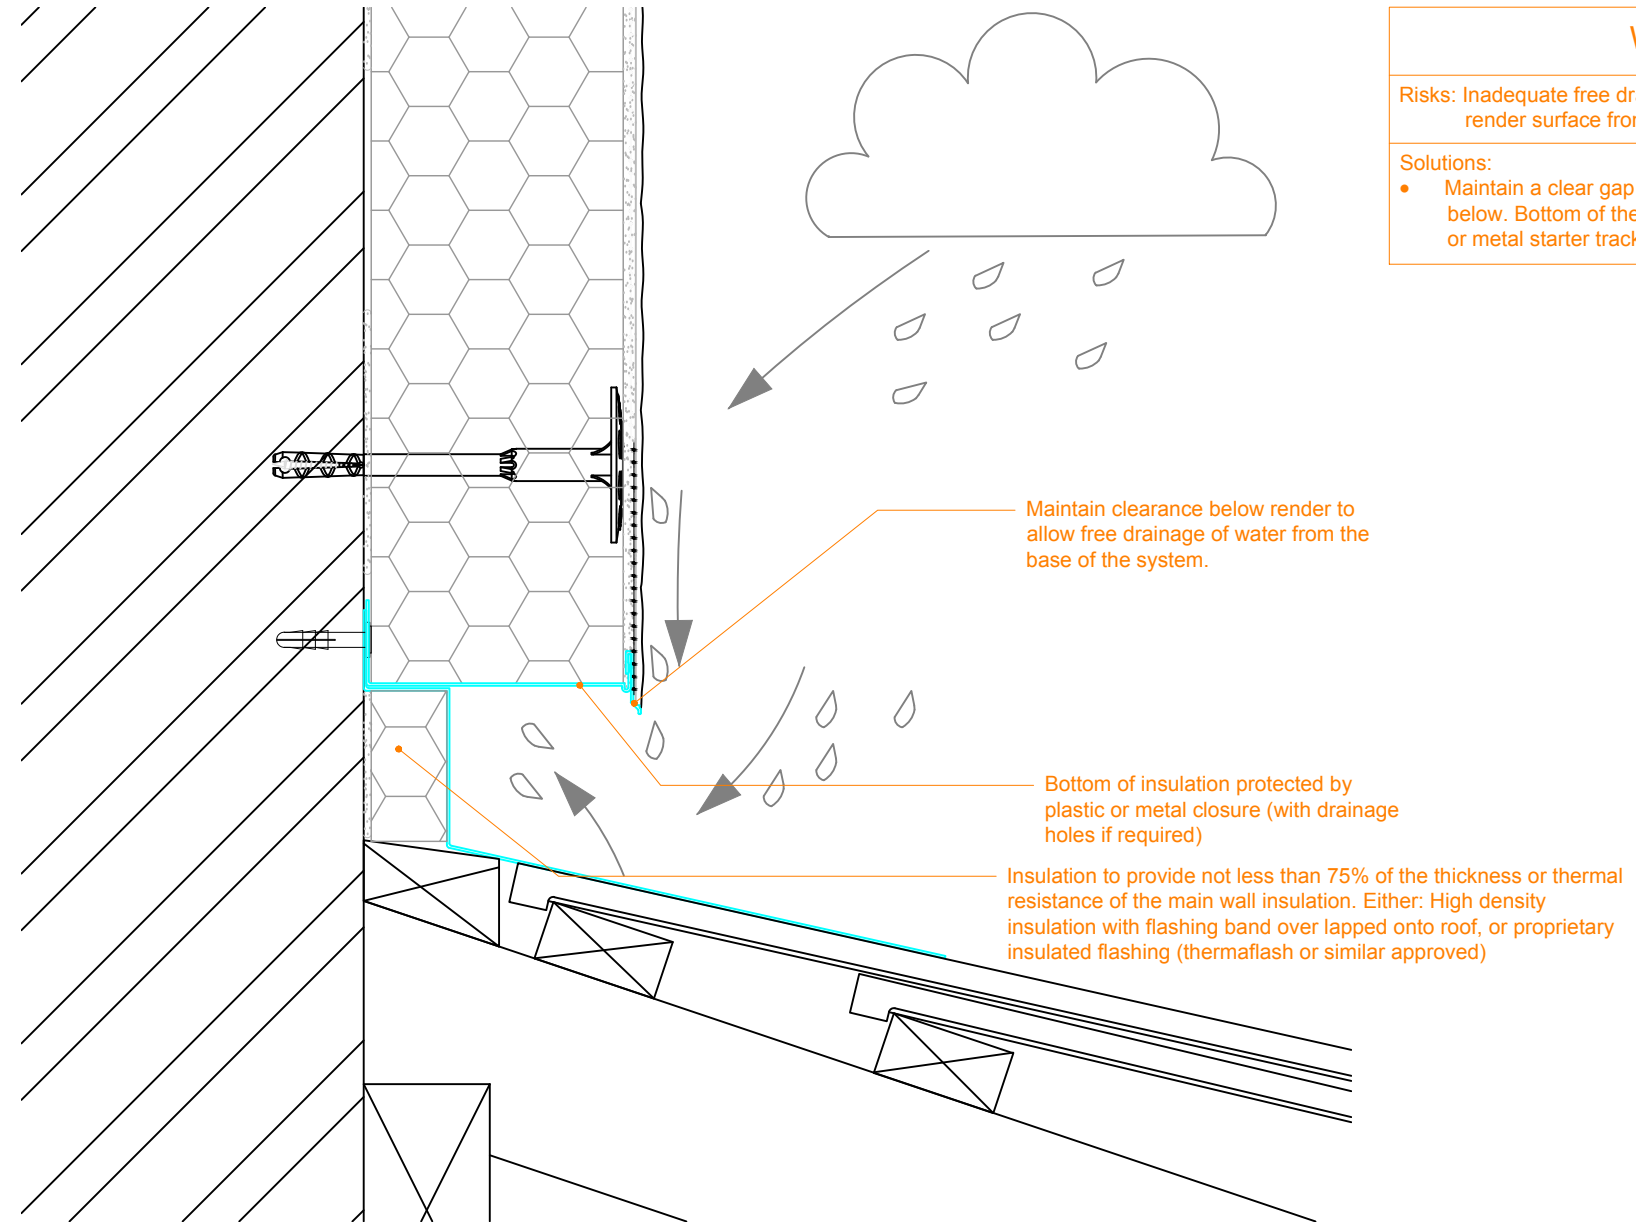 Risks: Inadequate free
render surface
Solutions:
• Maintain a clear gap
below. Bottom of the
or metal starter track
Maintain clearance below render to
allow free drainage of water from the
base of the system.
Bottom of insulation protected by
plastic or metal closure (with drainage
holes if required)
Insulation to provide not less than 75% of the thickness or thermal
resistance of the main wall insulation. Either: High density
insulation with flashing band over lapped onto roof, or proprietary
insulated flashing (thermaflash or similar approved)